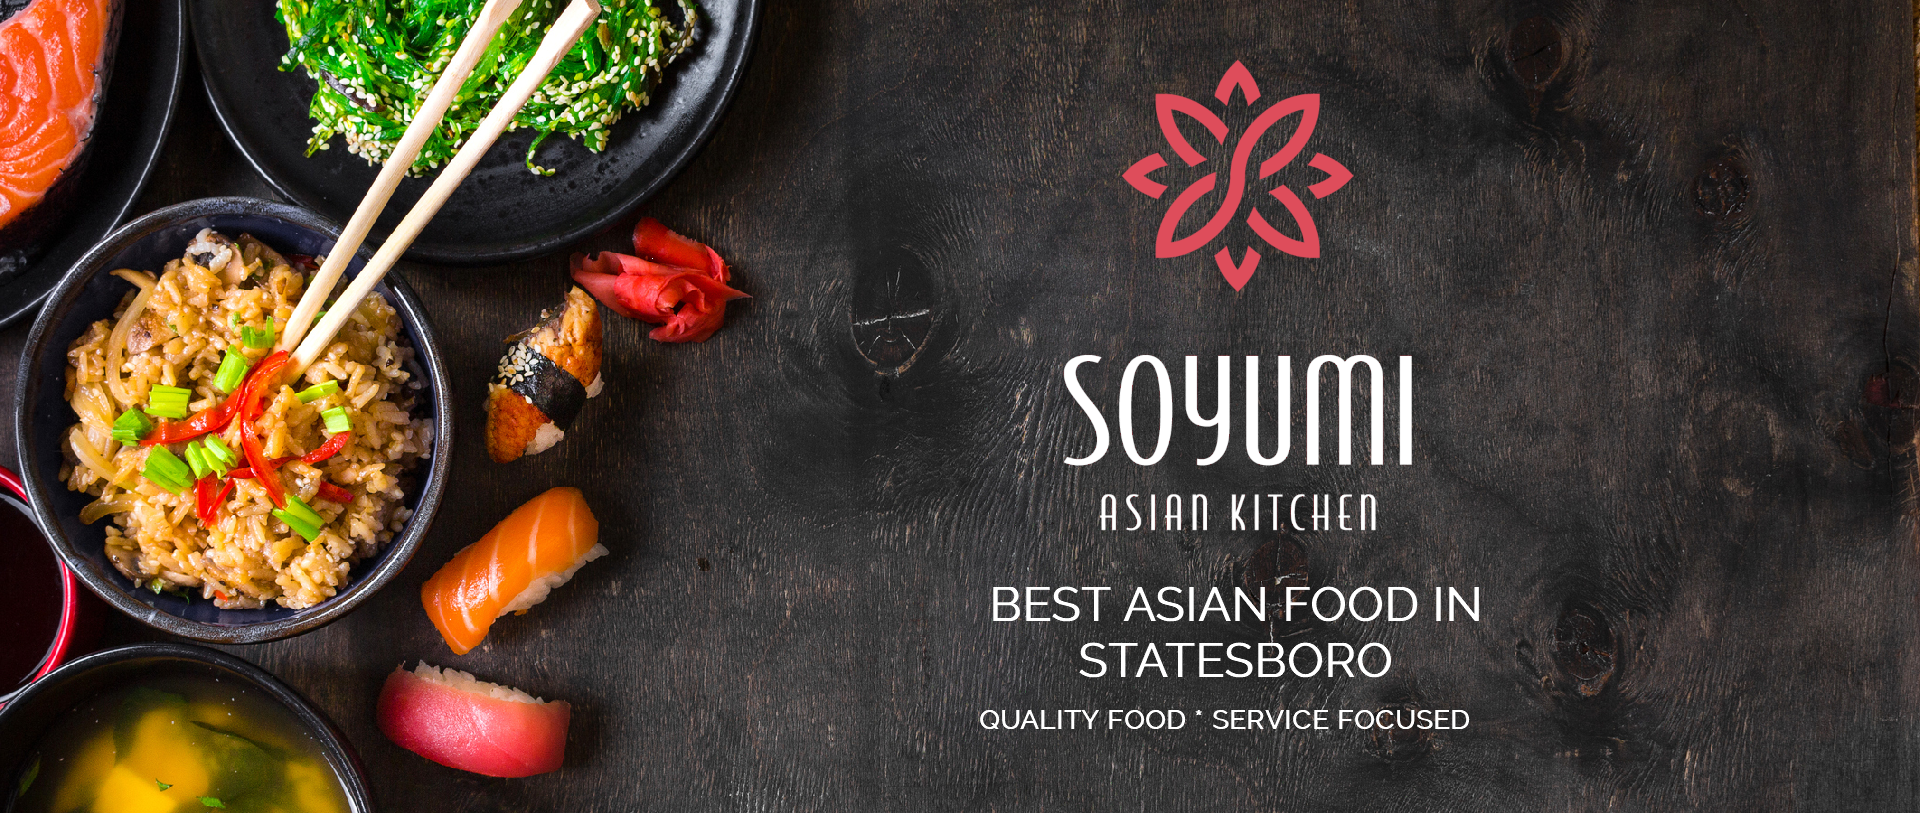 SOYUMI
ASIAN KITCHEN
BEST ASIAN FOOD IN
STATESBORO
QUALITY FOOD * SERVICE FOCUSED